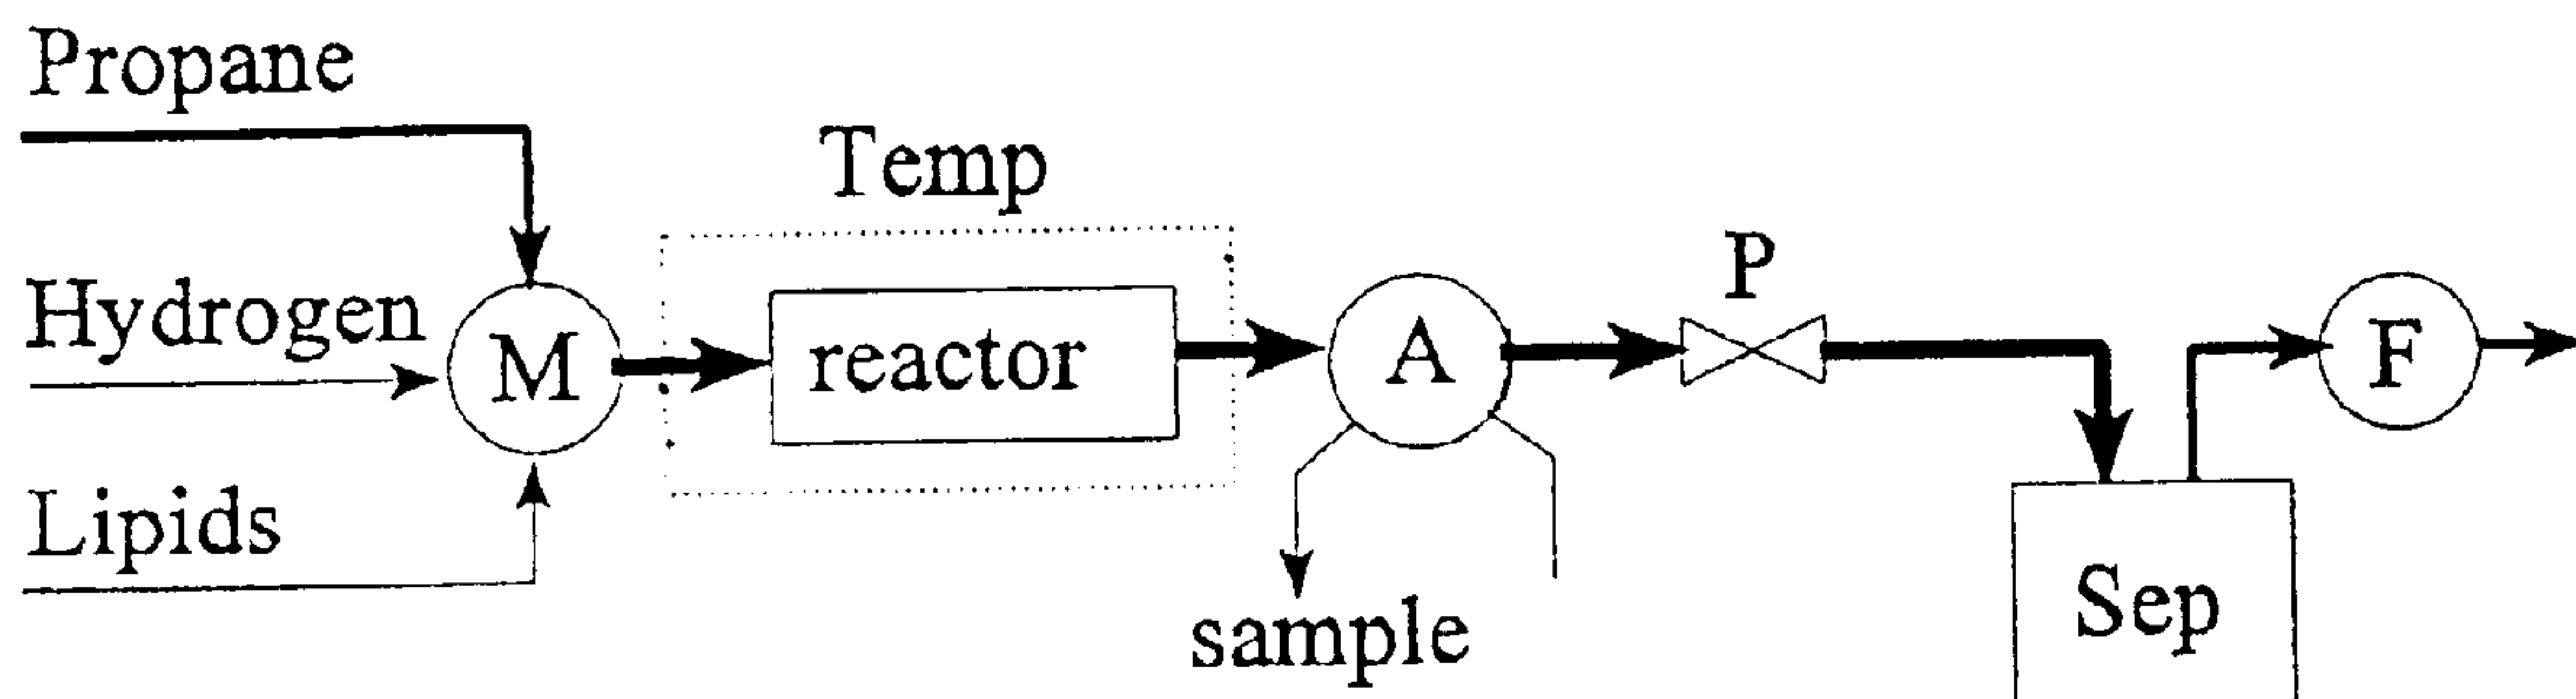 Propane
Temp
P
Hydrogen
M
reactor
A
F
Lipids
sample
Sep